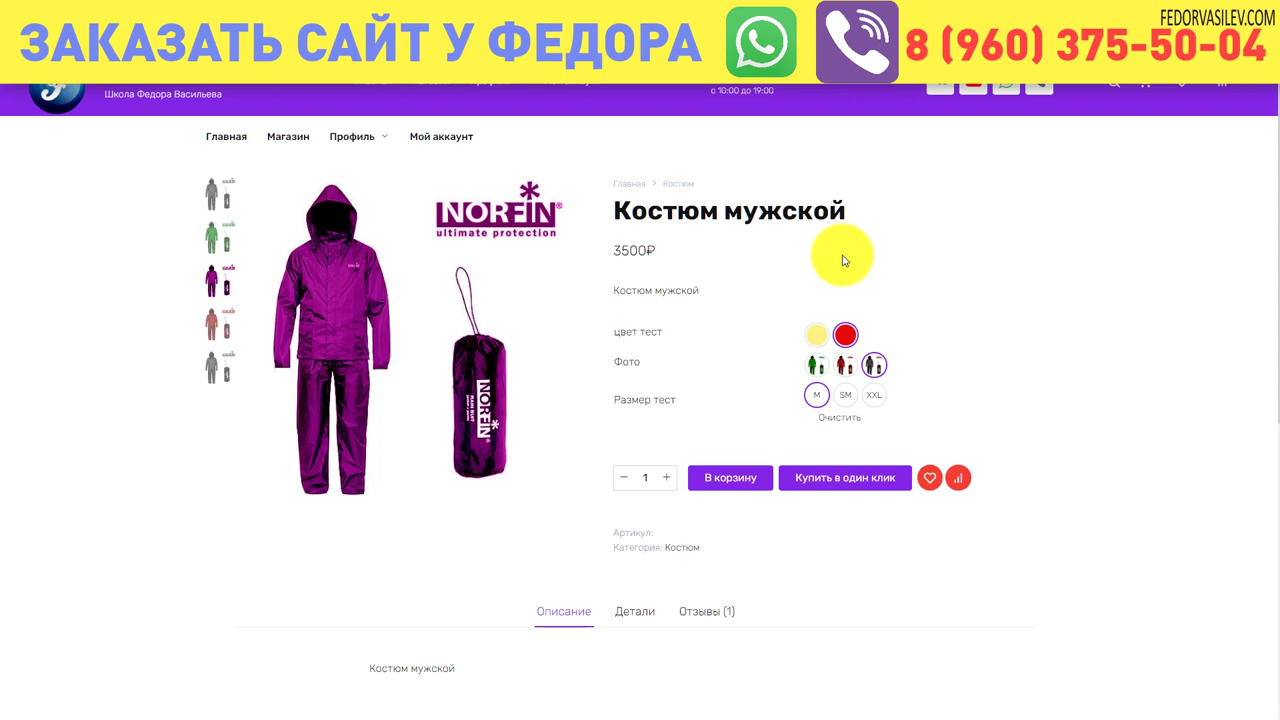 FEDORVASILEV.COM
ЗАКАЗАТЬ САЙТ У ФЕДОРА
8 (960) 375-50-04
Школа Федора Васильева
с 10:00 до 19:00
Главная
Магазин
Профиль
Мой аккаунт
NORFIN®
ultimate protection
NORFIN
RAIN SUIT
Главная > Костюм
Костюм мужской
3500₽
Костюм мужской
цвет тест
Фото
Размер тест
M
SM
XXL
Очистить
− 1 +
В корзину
Купить в один клик
Артикул:
Категория: Костюм
Описание
Детали
Отзывы (1)
Костюм мужской